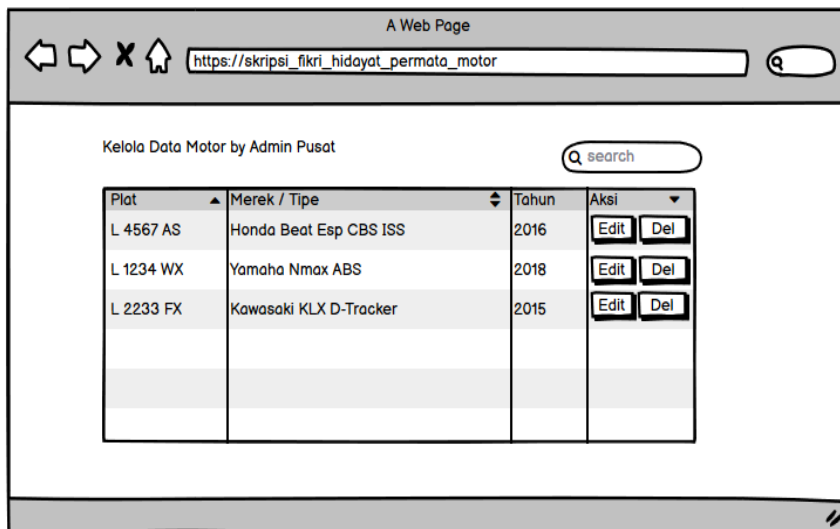 A Web Page
https://skripsi_fikri_hidayat_permata_motor
Kelola Data Motor by Admin Pusat
search
Plat Merek / Tipe Tahun Aksi
L 4567 AS Honda Beat Esp CBS ISS 2016 Edit Del
L 1234 WX Yamaha Nmax ABS 2018 Edit Del
L 2233 FX Kawasaki KLX D-Tracker 2015 Edit Del